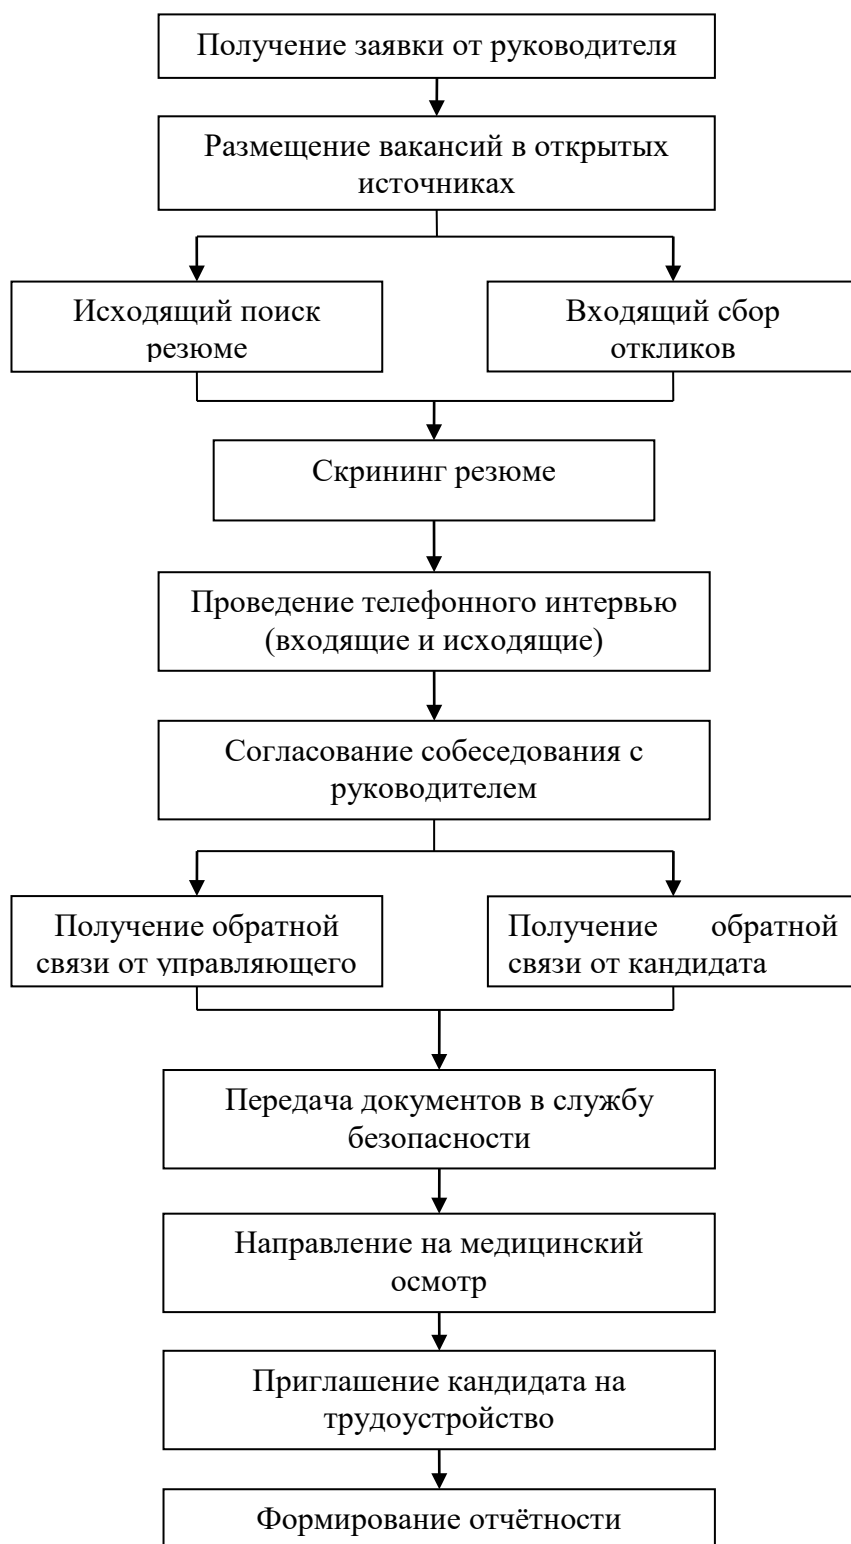 Получение заявки от руководителя
Размещение вакансий в открытых
источниках
Исходящий поиск
резюме
Входящий сбор
откликов
Скрининг резюме
Проведение телефонного интервью
(входящие и исходящие)
Согласование собеседования с
руководителем
Получение обратной
связи от управляющего
Получение обратной
связи от кандидата
Передача документов в службу
безопасности
Направление на медицинский
осмотр
Приглашение кандидата на
трудоустройство
Формирование отчётности